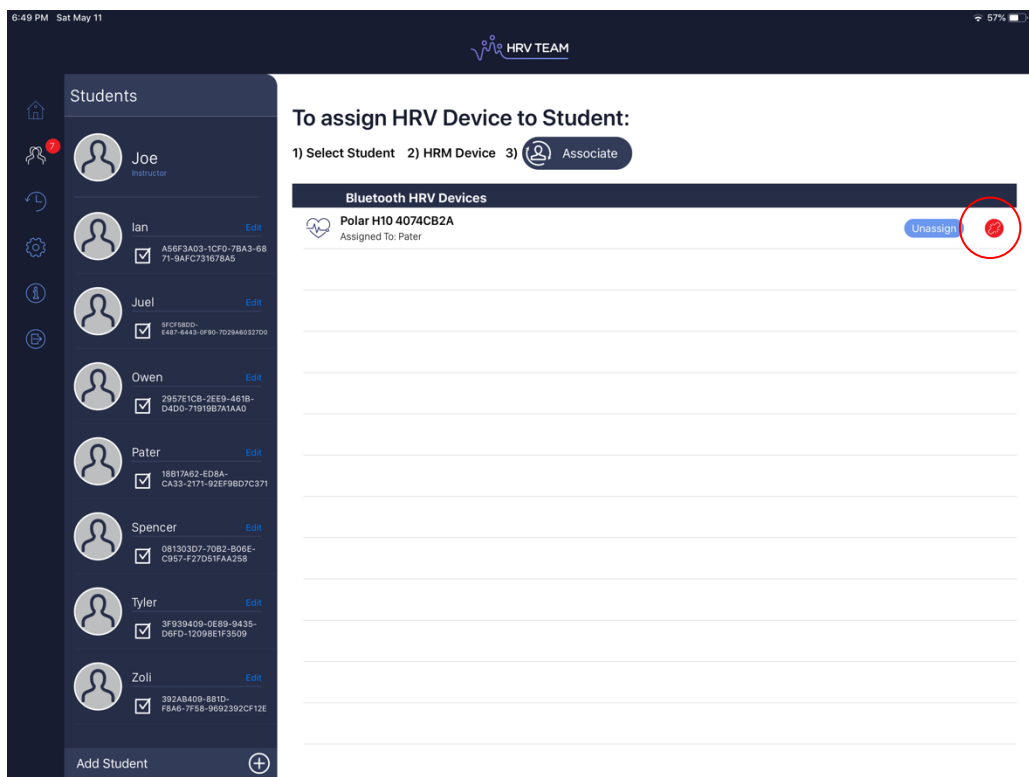 6:49 PM Sat May 11
57%
HRV TEAM
7
Students
Joe
Instructor
Ian Edit
A56F3A03-1CF0-7BA3-68
71-9AFC731678A5
Juel Edit
5FCF58DD-
E487-6443-0F90-7D29A60327D0
Owen Edit
2957E1CB-2EE9-461B-
D4D0-71919B7A1AA0
Pater Edit
18B17A62-ED8A-
CA33-2171-92EF9BD7C371
Spencer Edit
081303D7-70B2-B06E-
C957-F27D51FAA258
Tyler Edit
3F939409-0E89-9435-
D6FD-12098E1F3509
Zoli Edit
392AB409-881D-
F8A6-7F58-9692392CF12E
Add Student
To assign HRV Device to Student:
1) Select Student 2) HRM Device 3) Associate
Bluetooth HRV Devices
Polar H10 4074CB2A
Assigned To: Pater
Unassign